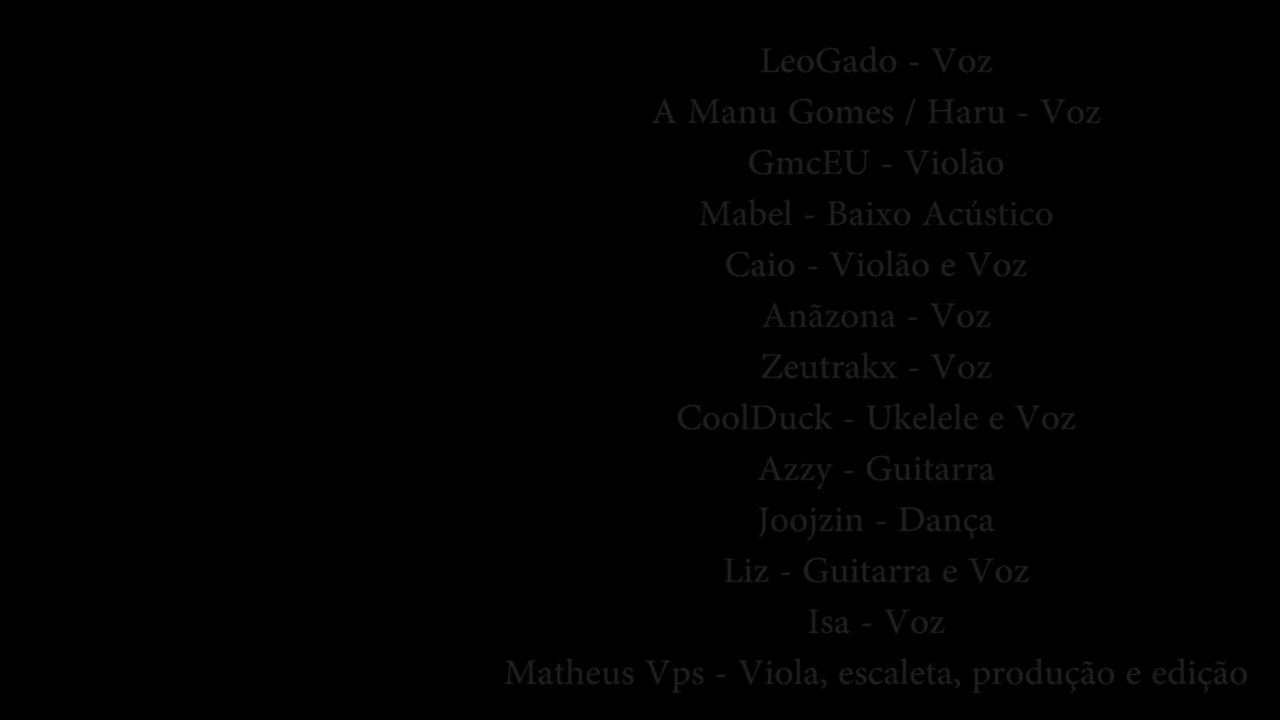 LeoGado - Voz
A Manu Gomes / Haru - Voz
GmcEU - Violão
Mabel - Baixo Acústico
Caio - Violão e Voz
Anãzona - Voz
Zeutrakx - Voz
CoolDuck - Ukelele e Voz
Azzy - Guitarra
Joojzin - Dança
Liz - Guitarra e Voz
Isa - Voz
Matheus Vps - Viola, escaleta, produção e edição